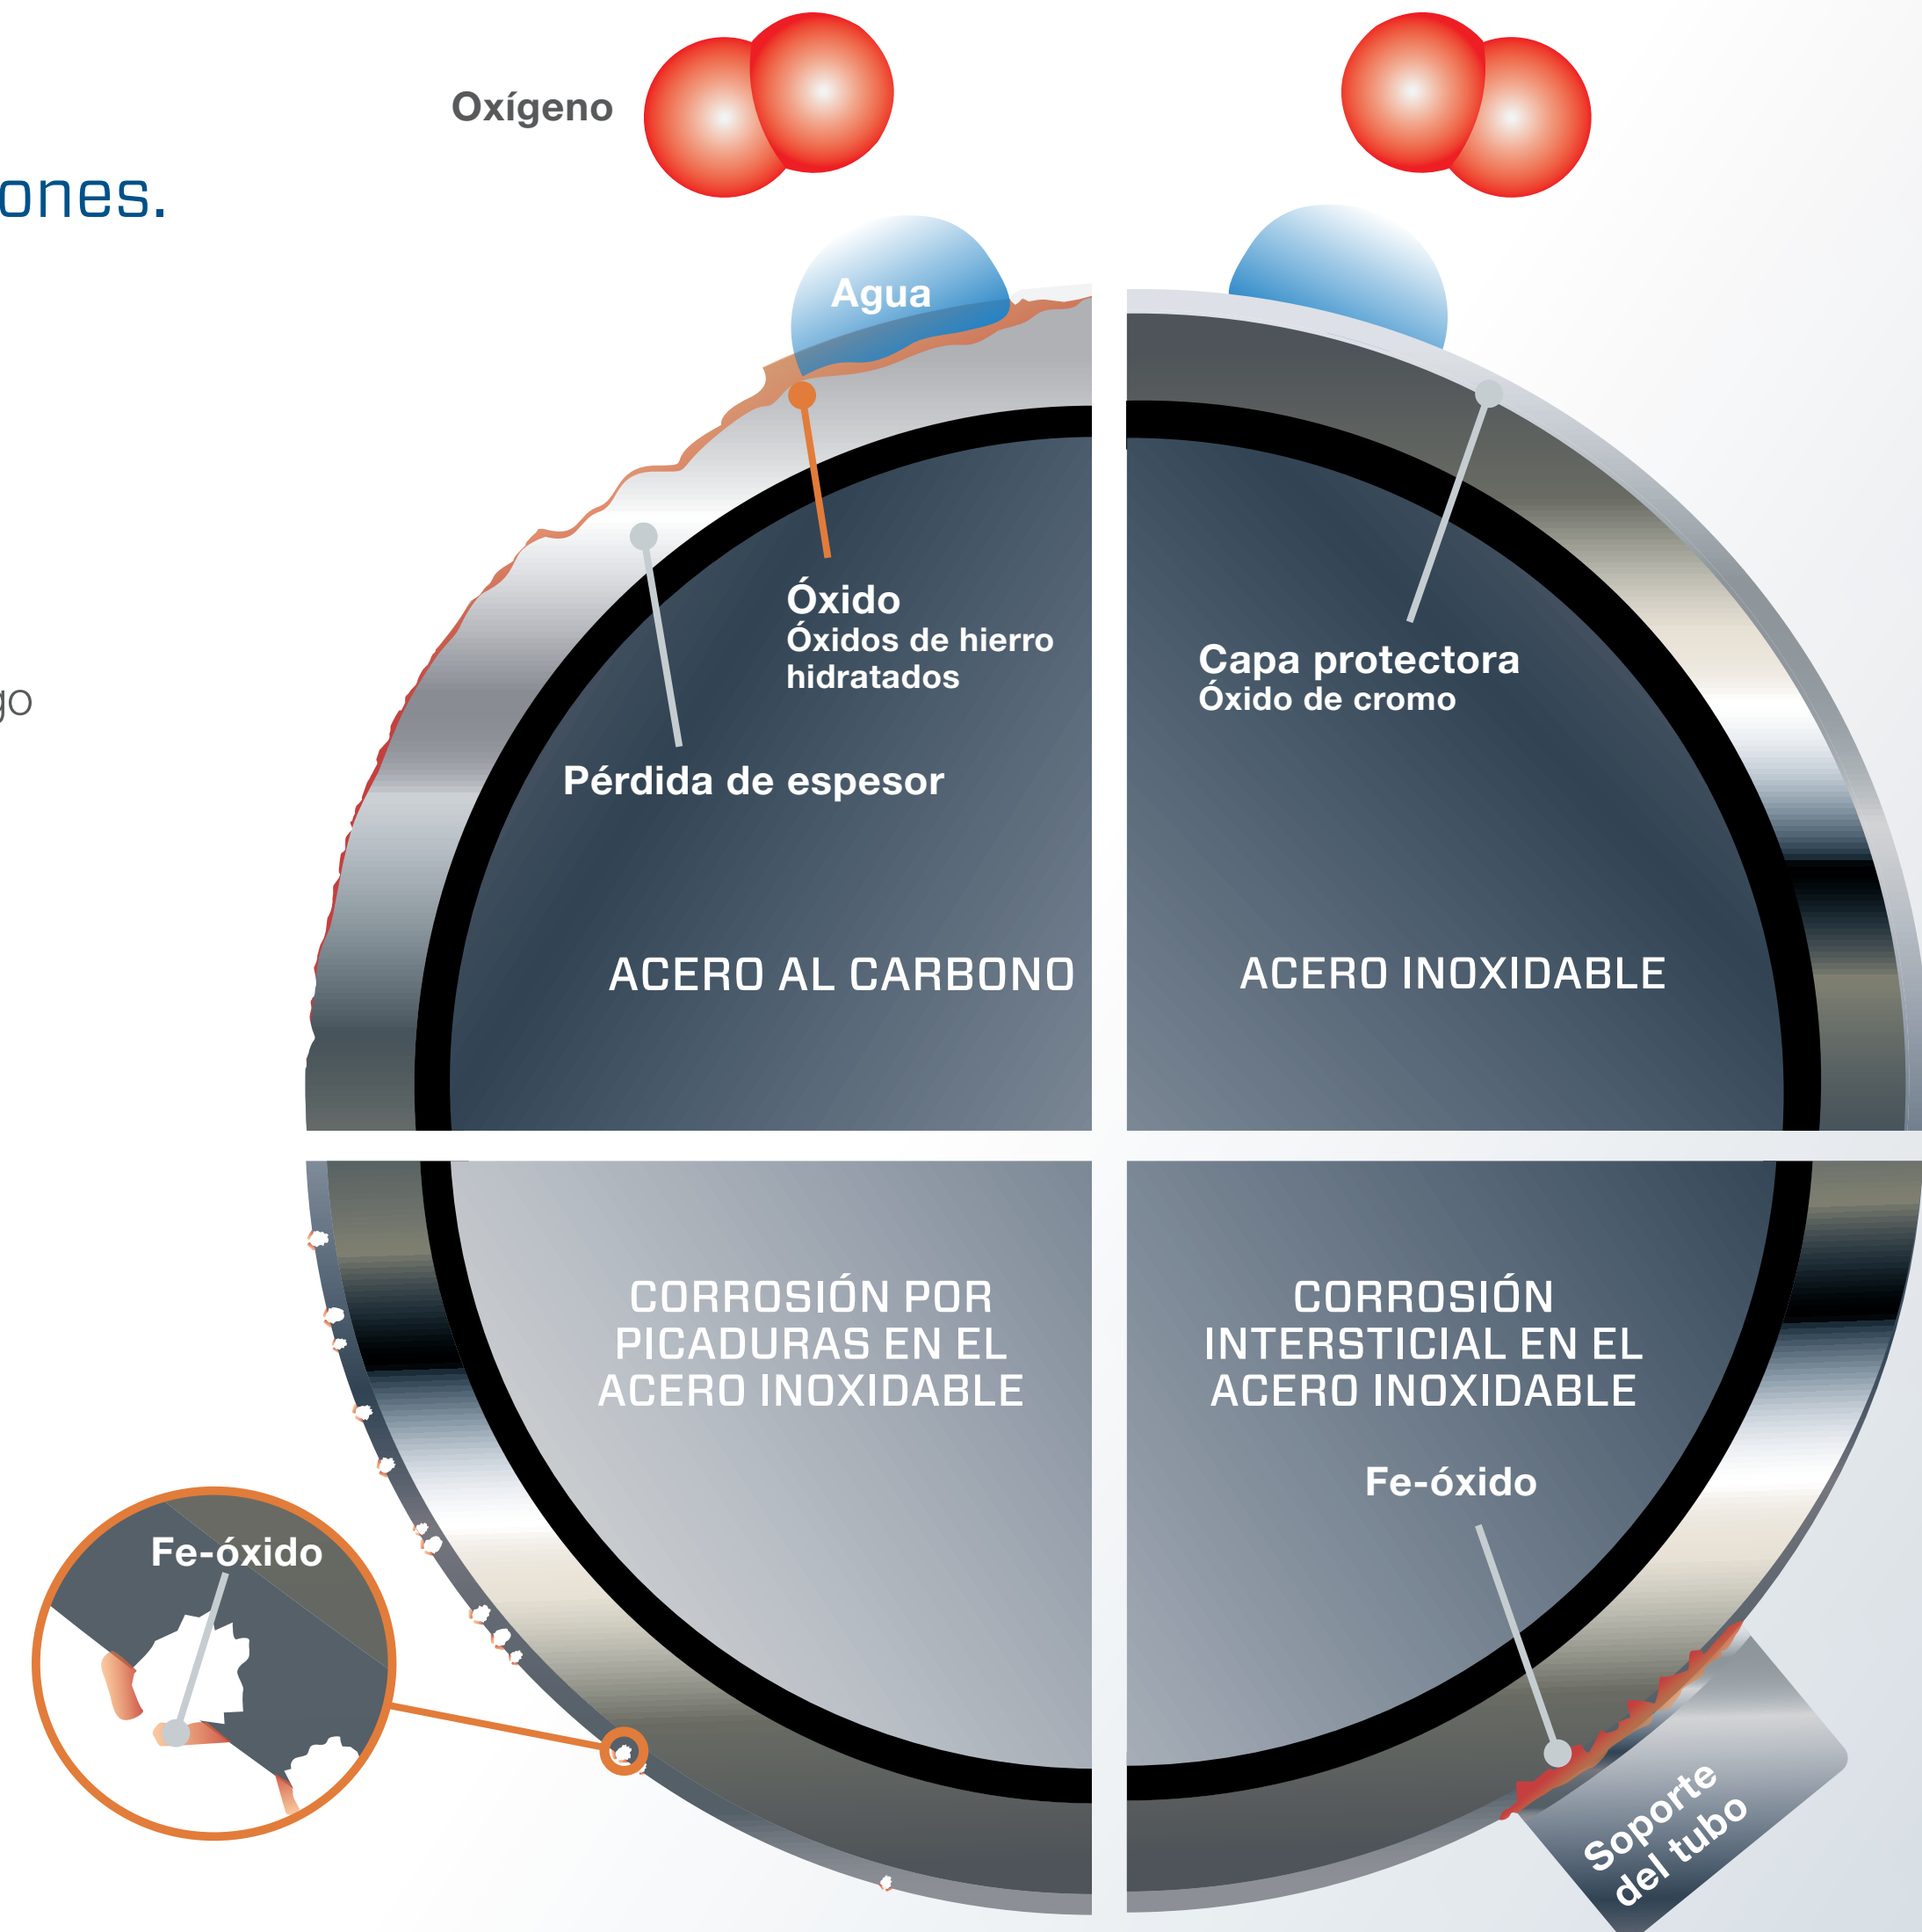 Oxígeno
ones.
Agua
Óxido
Óxidos de hierro
hidratados
Capa protectora
Óxido de cromo
go
Pérdida de espesor
ACERO AL CARBONO
ACERO INOXIDABLE
CORROSIÓN POR
PICADURAS EN EL
ACERO INOXIDABLE
CORROSIÓN
INTERSTICIAL EN EL
ACERO INOXIDABLE
Fe-óxido
Fe-óxido
Soporte
del tubo